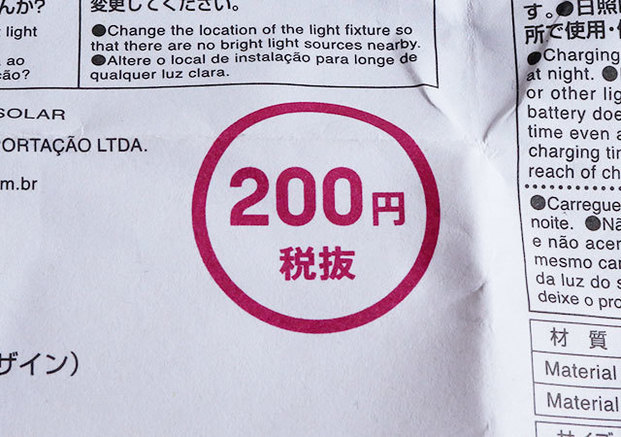 んか?
light
ao
ção?
変更してください。
●Change the location of the light fixture so
that there are no bright light sources nearby.
●Altere o local de instalação para longe de
qualquer luz clara.
SOLAR
PORTAÇÃO LTDA.
m.br
200円
税抜
ザイン)
す。●日照
所で使用・
●Charging
at night.
or other lig
battery doe
time even a
charging tim
reach of ch
●Carregue
noite. ●Nã
e não acer
mesmo car
da luz do s
deixe o pro
材 質
Material
Material